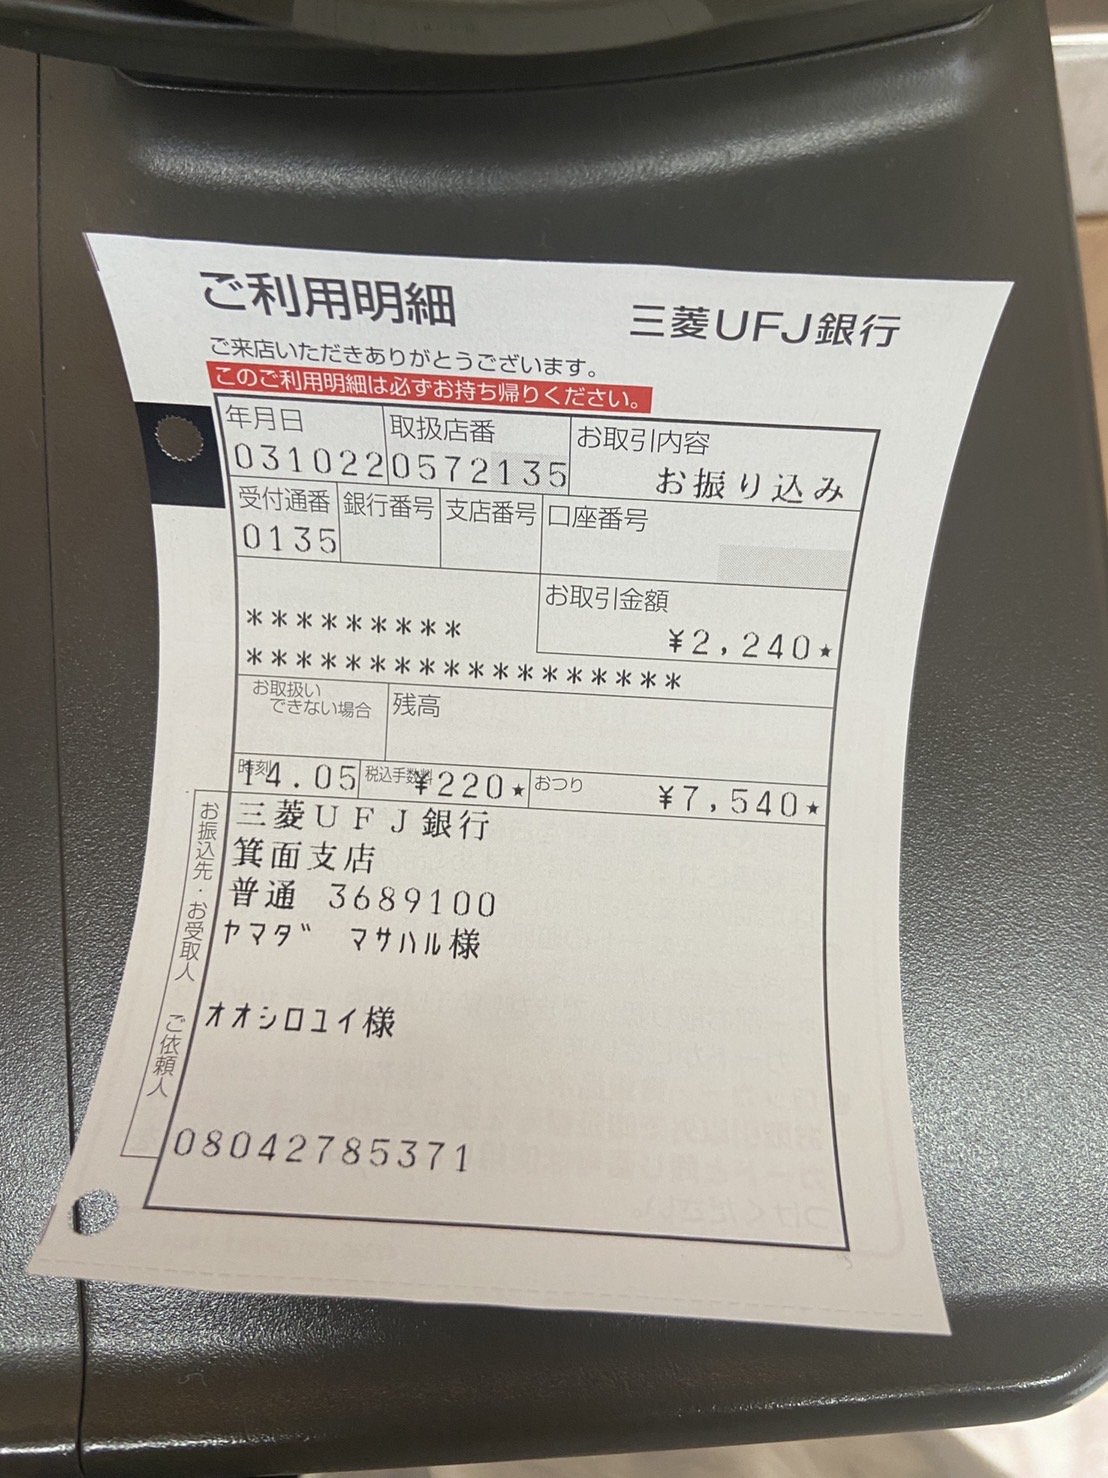 ご利用明細 三菱UFJ銀行
ご来店いただきありがとうございます。
このご利用明細は必ずお持ち帰りください。
年月日 取扱店番 お取引内容
031022 0572135 お振り込み
受付通番 銀行番号 支店番号 口座番号
0135
お取引金額
********* ¥2,240★
******************
お取扱いできない場合 残高
時刻 14.05 税込手数料 ¥220★ おつり ¥7,540★
お振込先・お受取人 ご依頼人
三菱UFJ銀行
箕面支店
普通 3689100
ヤマダ マサハル様
オオシロユイ様
08042785371